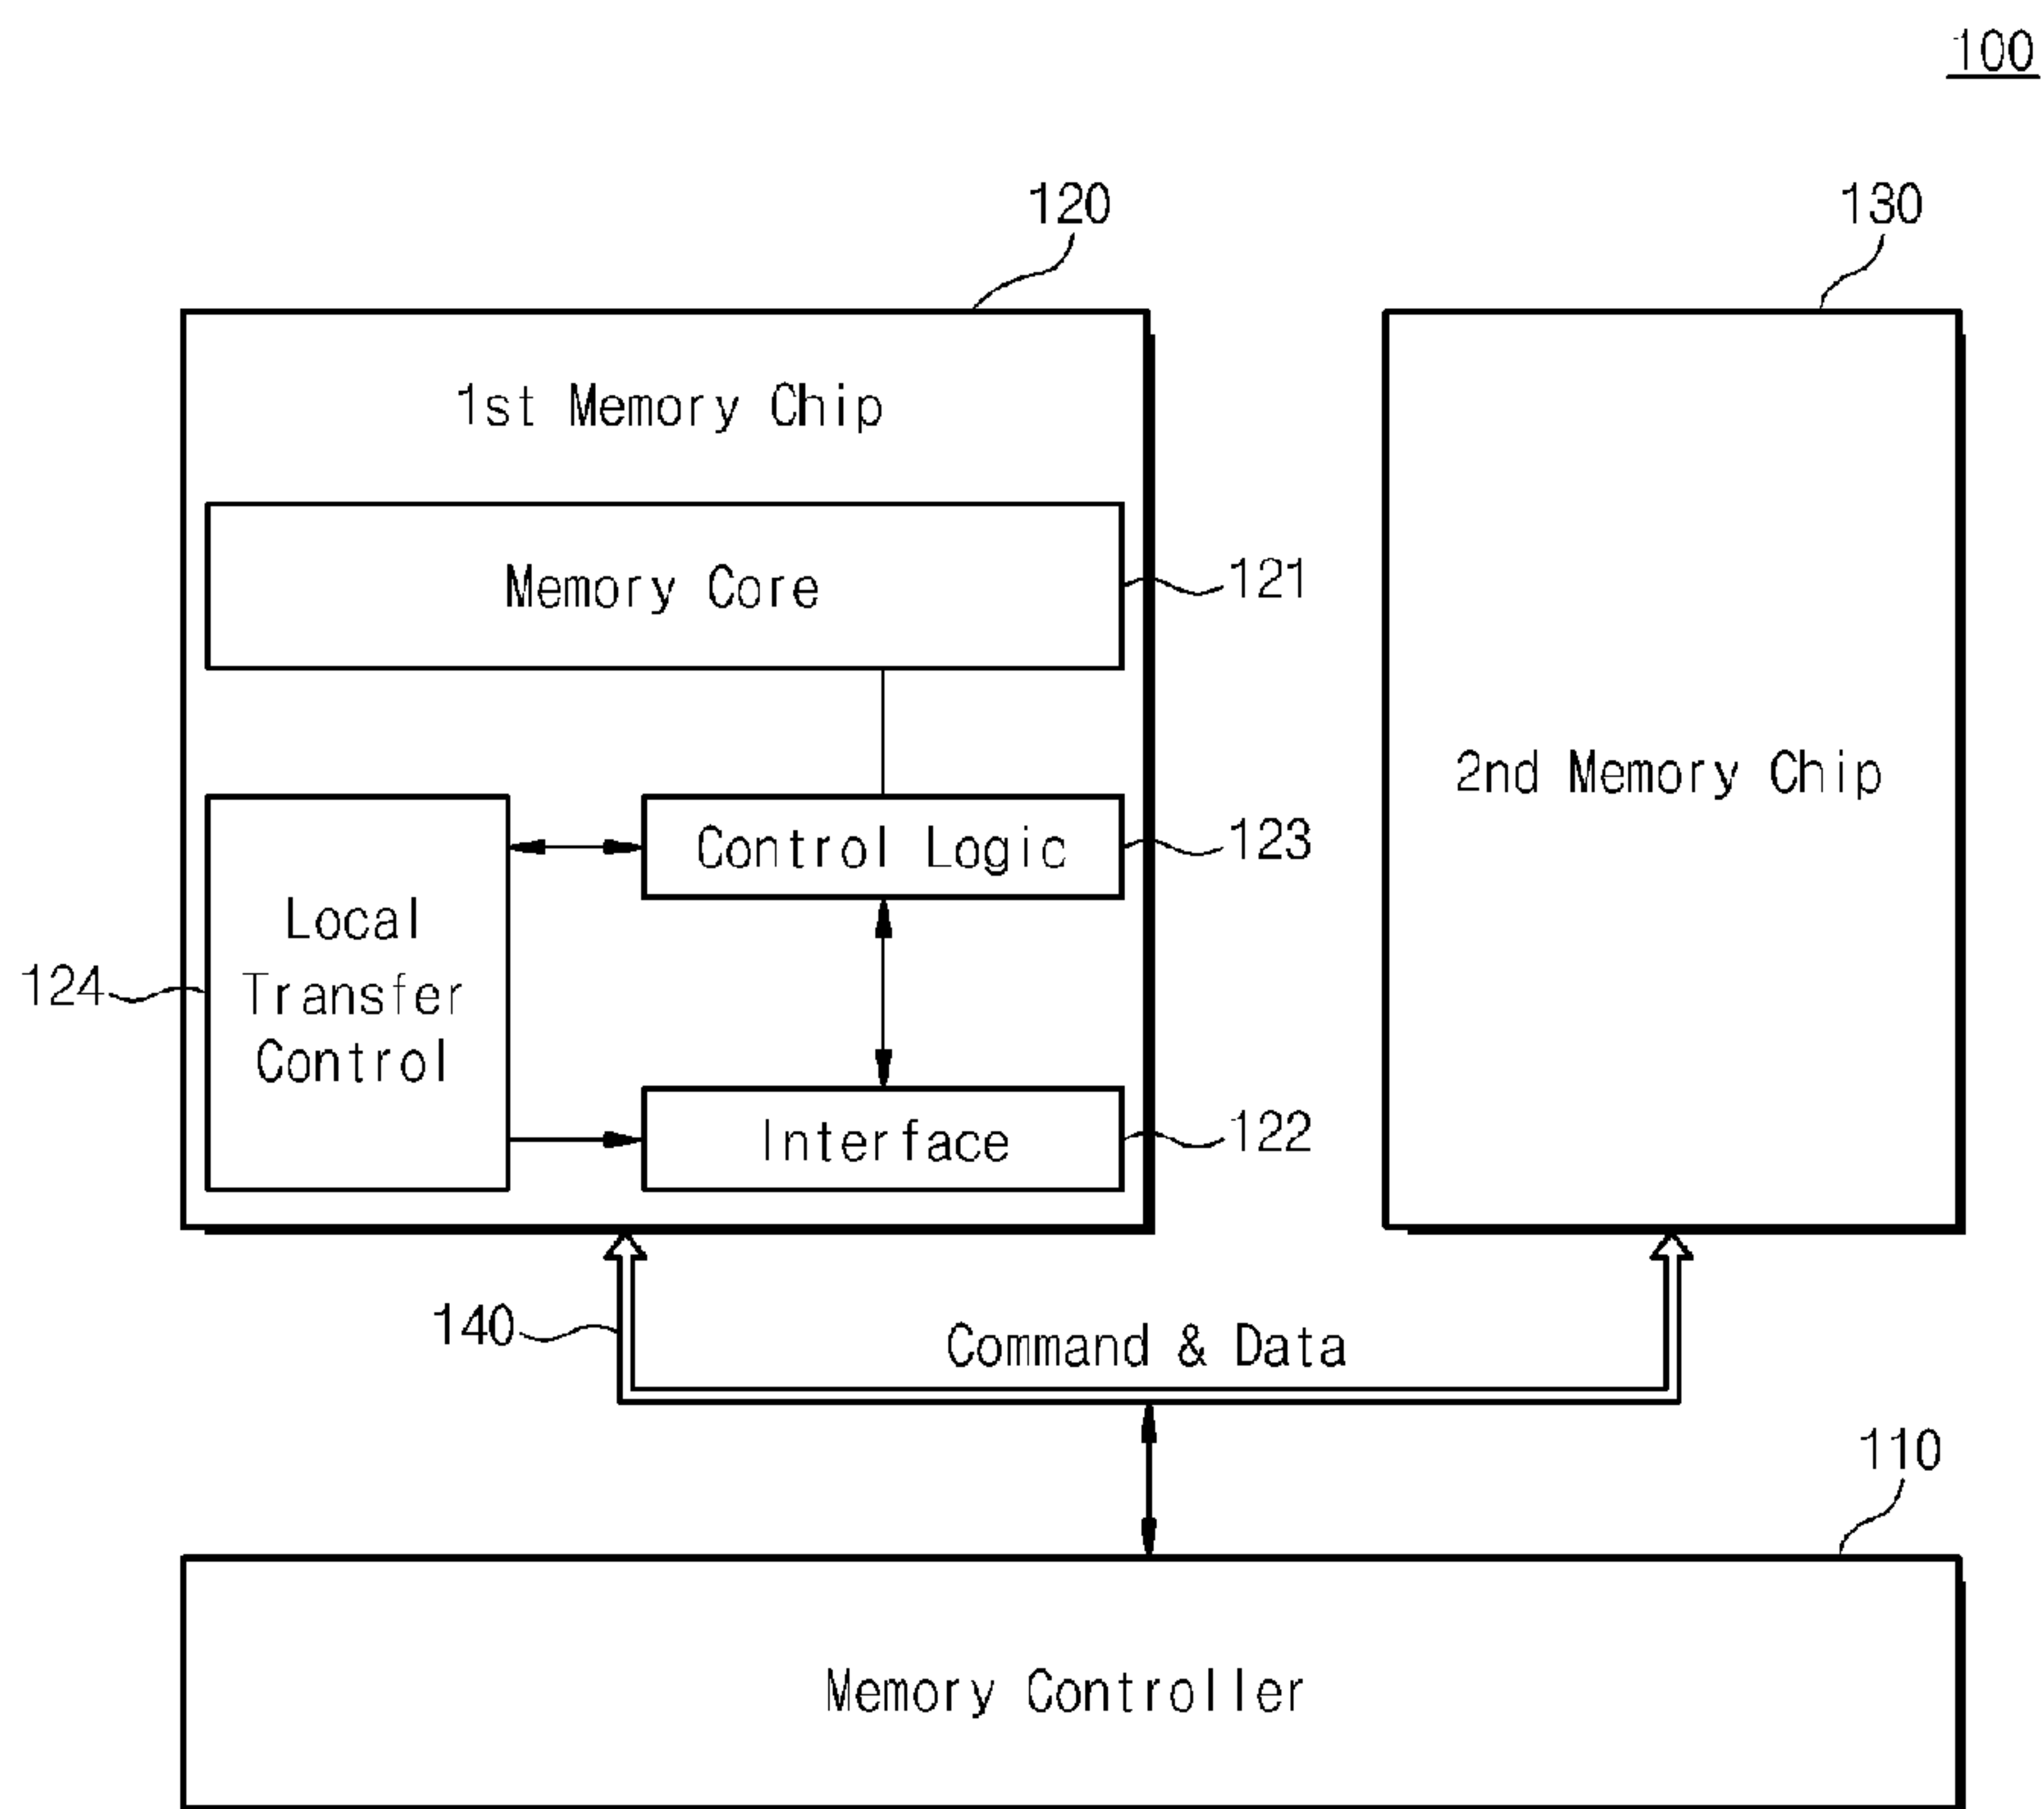 100
120
130
1st Memory Chip
Memory Core
121
2nd Memory Chip
Control Logic
123
Local
Transfer
Control
124
Interface
122
140
Command & Data
110
Memory Controller